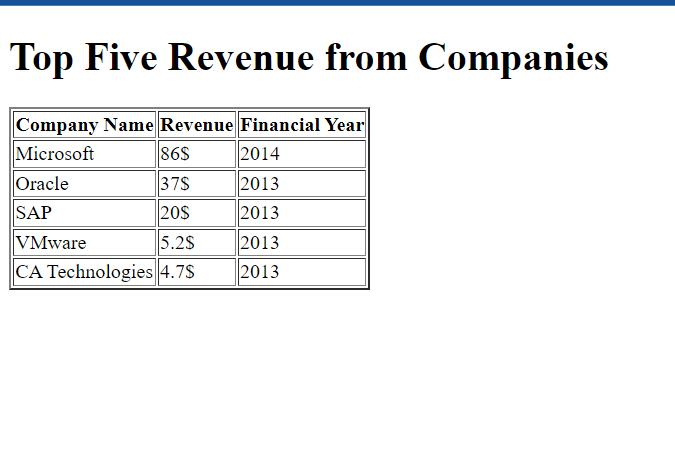 Top Five Revenue from Companies
Company Name Revenue Financial Year
Microsoft 86$ 2014
Oracle 37$ 2013
SAP 20$ 2013
VMware 5.2$ 2013
CA Technologies 4.7$ 2013